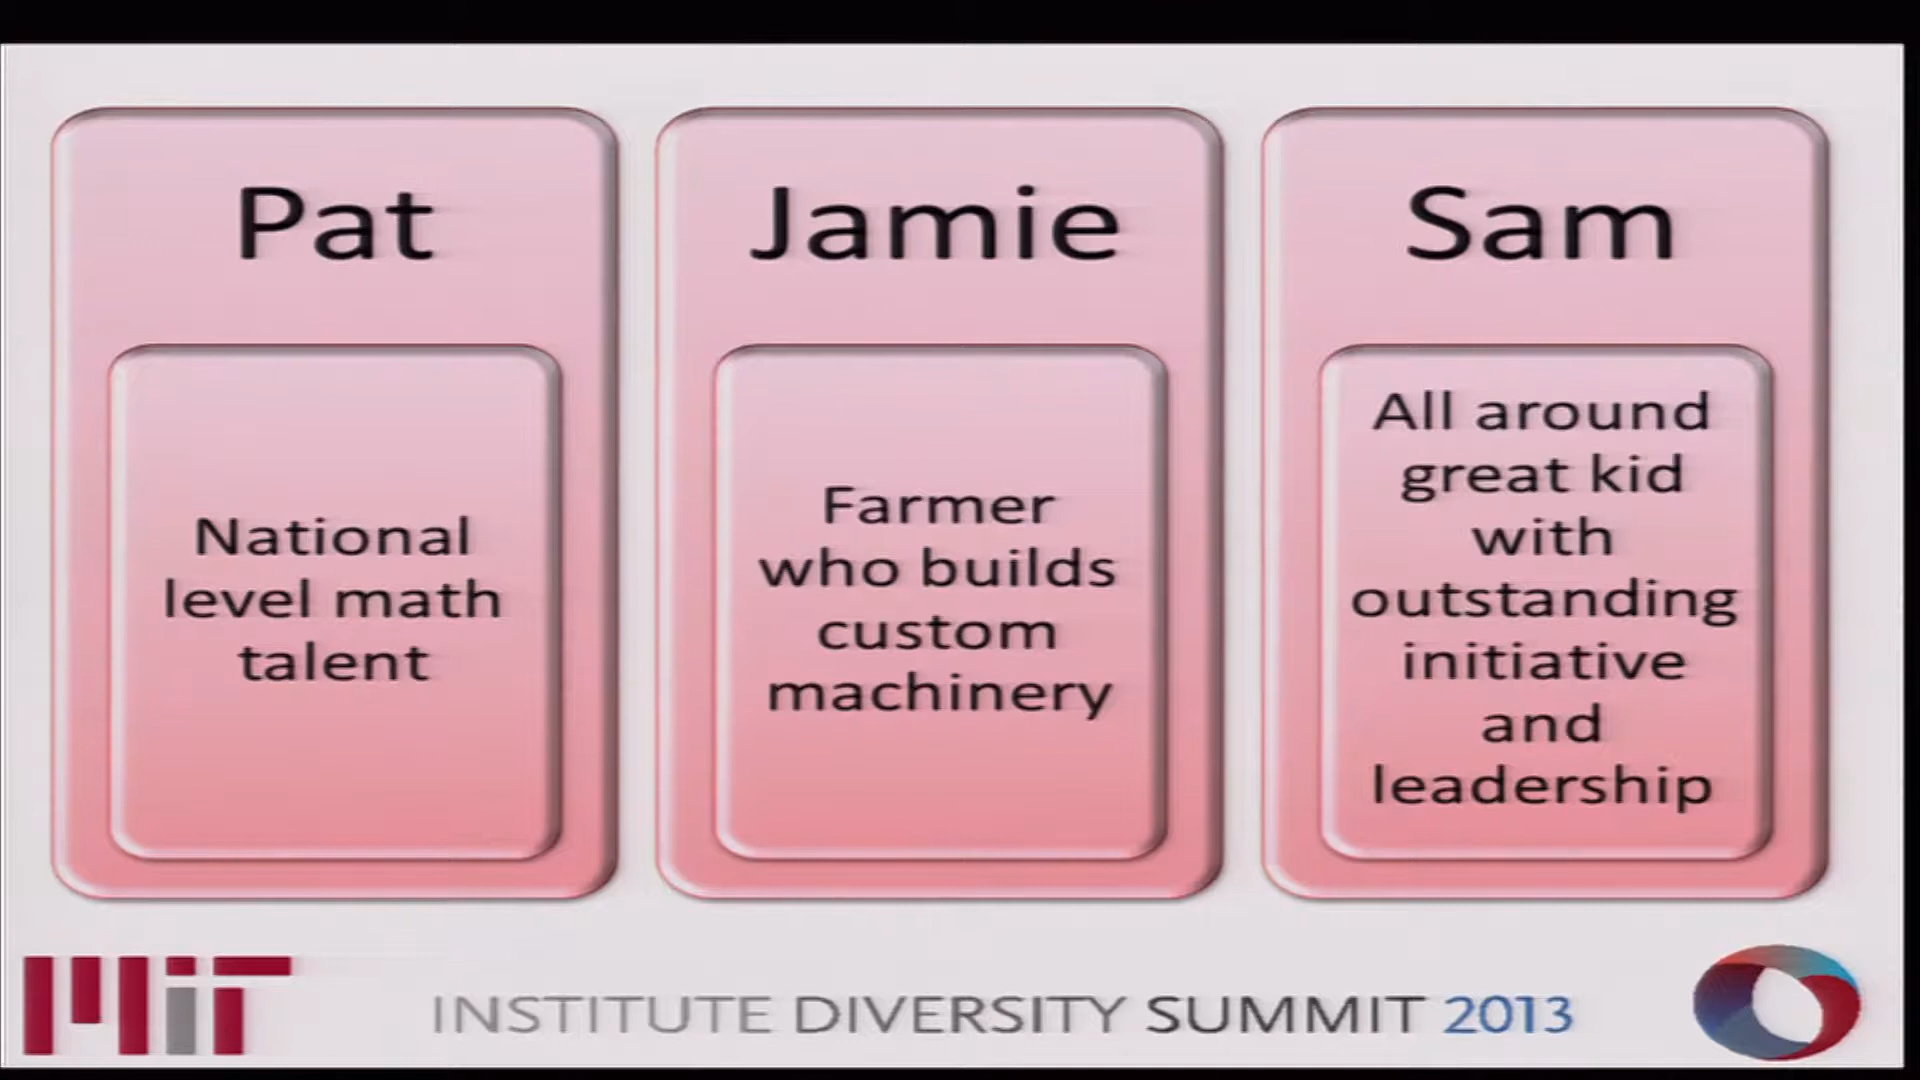 Pat
National
level math
talent
Jamie
Farmer
who builds
custom
machinery
Sam
All around
great kid
with
outstanding
initiative
and
leadership
MIT
INSTITUTE DIVERSITY SUMMIT 2013